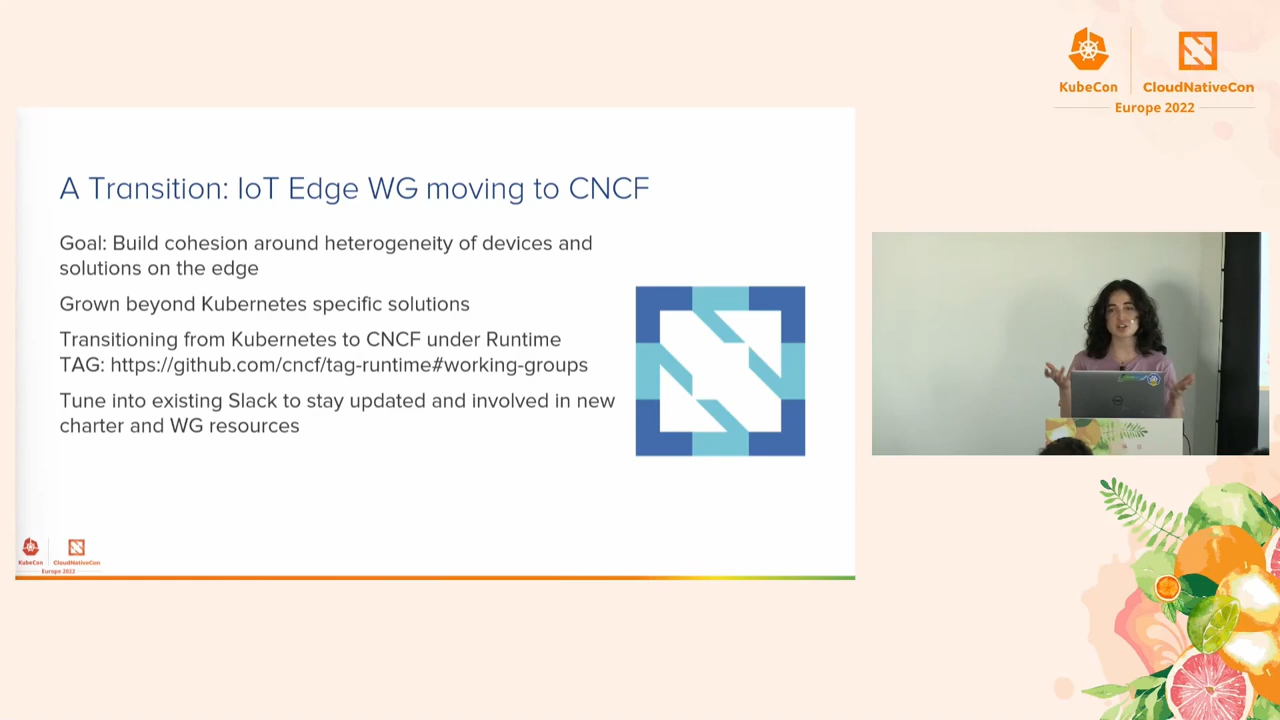 KubeCon
CloudNativeCon
Europe 2022
A Transition: IoT Edge WG moving to CNCF
Goal: Build cohesion around heterogeneity of devices and
solutions on the edge
Grown beyond Kubernetes specific solutions
Transitioning from Kubernetes to CNCF under Runtime
TAG: https://github.com/cncf/tag-runtime#working-groups
Tune into existing Slack to stay updated and involved in new
charter and WG resources
KubeCon
CloudNativeCon
Europe 2022